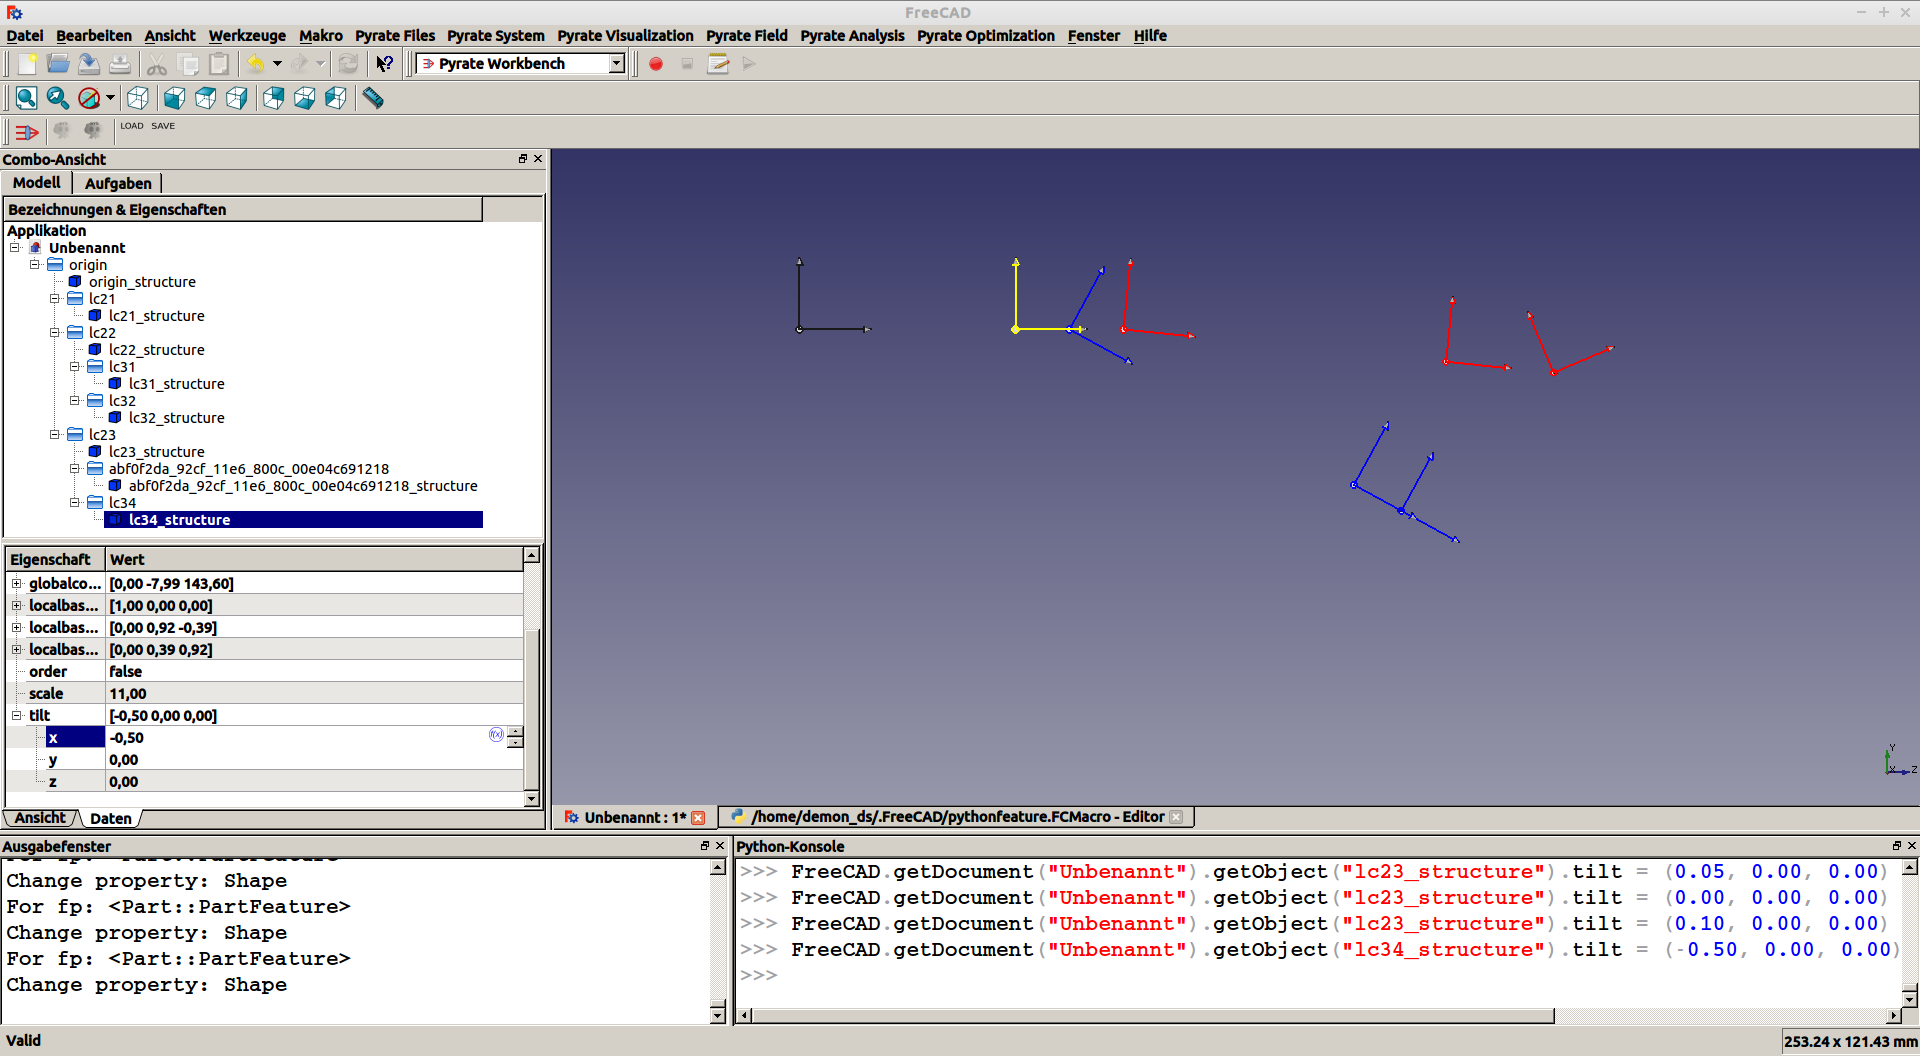 FreeCAD
Datei Bearbeiten Ansicht Werkzeuge Makro Pyrate Files Pyrate System Pyrate Visualization Pyrate Field Pyrate Analysis Pyrate Optimization Fenster Hilfe
Pyrate Workbench
LOAD SAVE
Combo-Ansicht
Modell Aufgaben
Bezeichnungen & Eigenschaften
Applikation
Unbenannt
origin
origin_structure
lc21
lc21_structure
lc22
lc22_structure
lc31
lc31_structure
lc32
lc32_structure
lc23
lc23_structure
abf0f2da_92cf_11e6_800c_00e04c691218
abf0f2da_92cf_11e6_800c_00e04c691218_structure
lc34
lc34_structure
Eigenschaft Wert
globalco... [0,00 -7,99 143,60]
localbas... [1,00 0,00 0,00]
localbas... [0,00 0,92 -0,39]
localbas... [0,00 0,39 0,92]
order false
scale 11,00
tilt [-0,50 0,00 0,00]
x -0,50
y 0,00
z 0,00
Ansicht Daten
Y
X Z
Unbenannt : 1* /home/demon_ds/.FreeCAD/pythonfeature.FCMacro - Editor
Ausgabefenster
For fp: <Part::PartFeature>
Change property: Shape
For fp: <Part::PartFeature>
Change property: Shape
For fp: <Part::PartFeature>
Change property: Shape
Python-Konsole
>>> FreeCAD.getDocument("Unbenannt").getObject("lc23_structure").tilt = (0.05, 0.00, 0.00)
>>> FreeCAD.getDocument("Unbenannt").getObject("lc23_structure").tilt = (0.00, 0.00, 0.00)
>>> FreeCAD.getDocument("Unbenannt").getObject("lc23_structure").tilt = (0.10, 0.00, 0.00)
>>> FreeCAD.getDocument("Unbenannt").getObject("lc34_structure").tilt = (-0.50, 0.00, 0.00)
>>>
Valid
253.24 x 121.43 mm